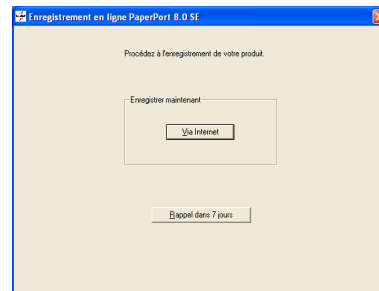 Enregistrement en ligne PaperPort 8.0 SE
Procédez à l'enregistrement de votre produit.
Enregistrer maintenant
Via Internet
Rappel dans 7 jours